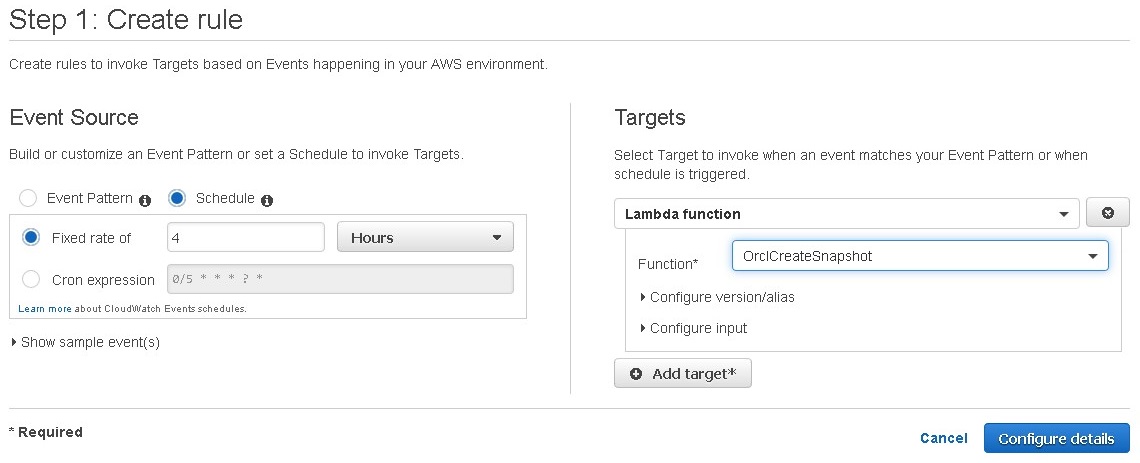 Step 1: Create rule
Create rules to invoke Targets based on Events happening in your AWS environment.
Event Source
Build or customize an Event Pattern or set a Schedule to invoke Targets.
Event Pattern
Schedule
Fixed rate of
4
Hours
Cron expression
0/5 * * * ? *
Learn more about CloudWatch Events schedules.
Show sample event(s)
Targets
Select Target to invoke when an event matches your Event Pattern or when
schedule is triggered.
Lambda function
Function*
OrclCreateSnapshot
Configure version/alias
Configure input
Add target*
* Required
Cancel
Configure details